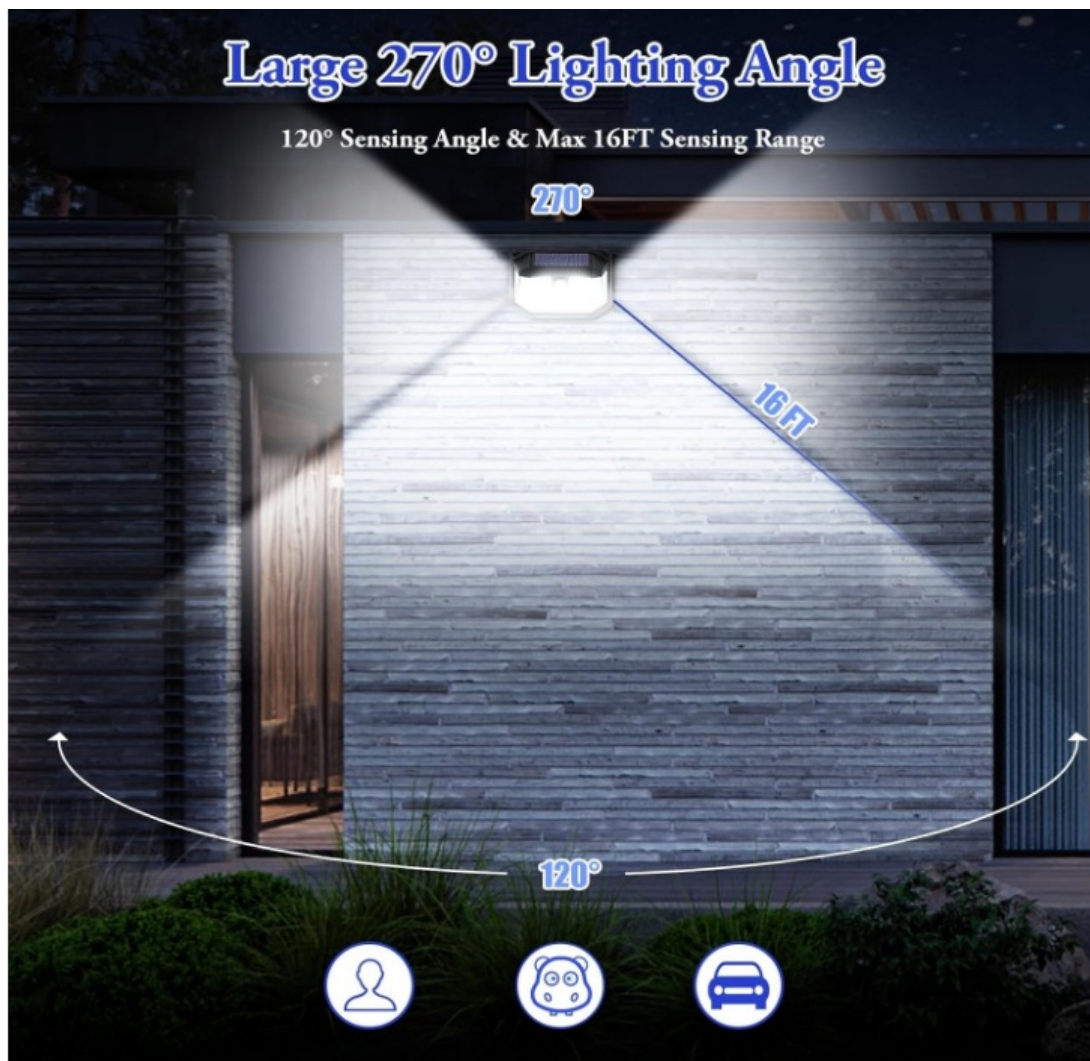 Large 270° Lighting Angle
120° Sensing Angle & Max 16FT Sensing Range
270°
16 FT
120°